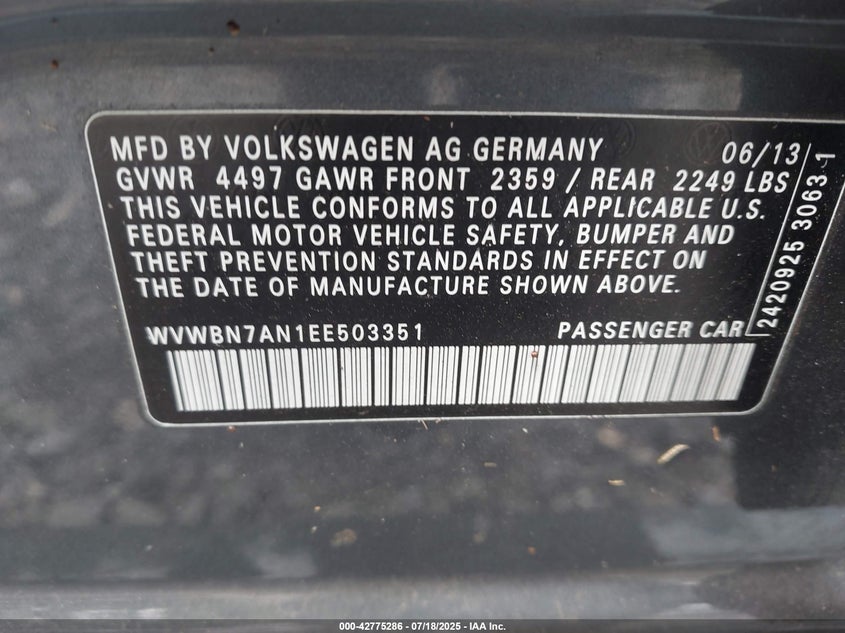 MFD BY VOLKSWAGEN AG GERMANY 06/13
GVWR 4497 GAWR FRONT 2359 / REAR 2249 LBS
THIS VEHICLE CONFORMS TO ALL APPLICABLE U.S.
FEDERAL MOTOR VEHICLE SAFETY, BUMPER AND
THEFT PREVENTION STANDARDS IN EFFECT ON
THE DATE OF MANUFACTURE SHOWN ABOVE.
WVWBN7AN1EE503351 PASSENGER CAR
2420925 3063 1
000-42775286 - 07/18/2025 - IAA Inc.